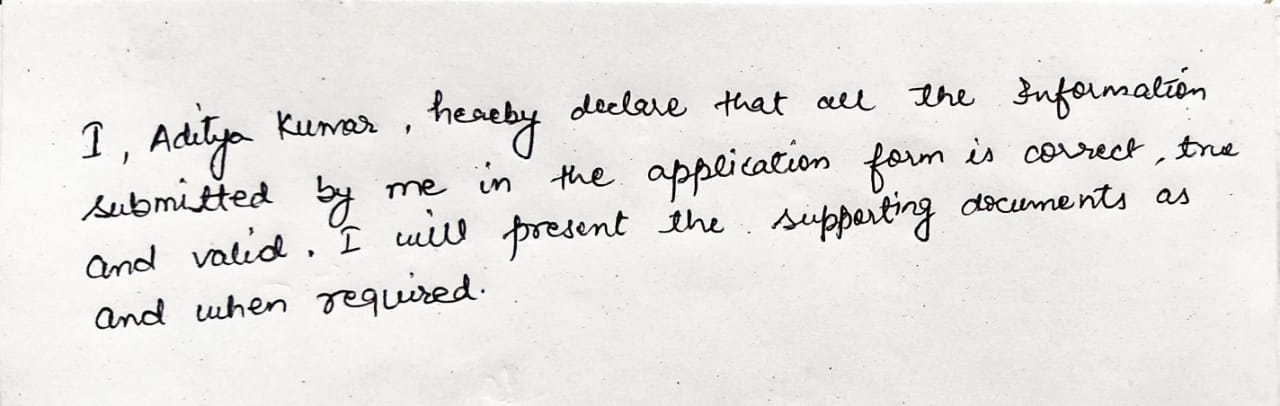 I, Aditya Kumar, hereby declare that all the Information
submitted by me in the application form is correct, true
and valid. I will present the supporting documents as
and when required.